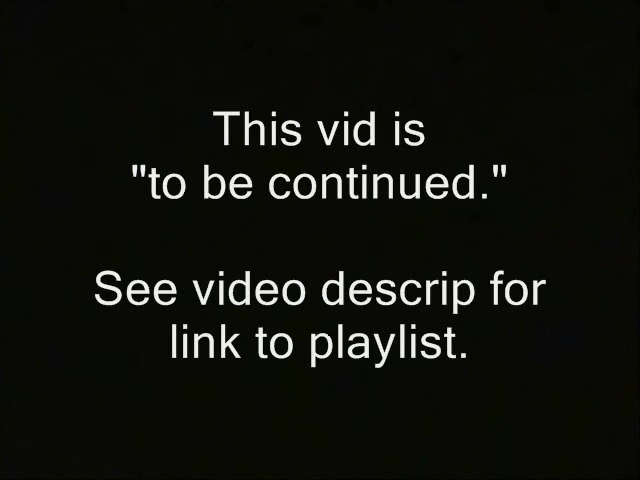 This vid is
"to be continued."
See video descrip for
link to playlist.